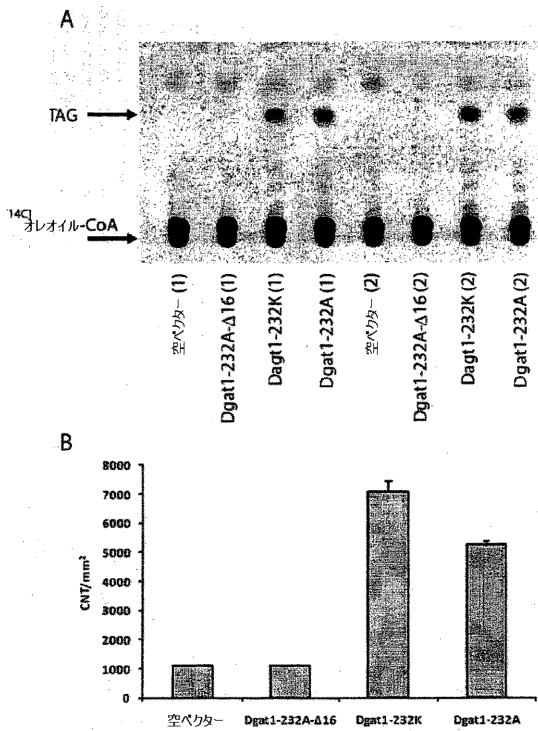 A
TAG
[14C]
オレオイル-CoA
空ベクター (1)
Dgat1-232A-Δ16 (1)
Dagt1-232K (1)
Dgat1-232A (1)
空ベクター (2)
Dgat1-232A-Δ16 (2)
Dagt1-232K (2)
Dgat1-232A (2)
B
8000
7000
6000
5000
4000
3000
2000
1000
0
CNT/mm²
空ベクター
Dgat1-232A-Δ16
Dgat1-232K
Dgat1-232A